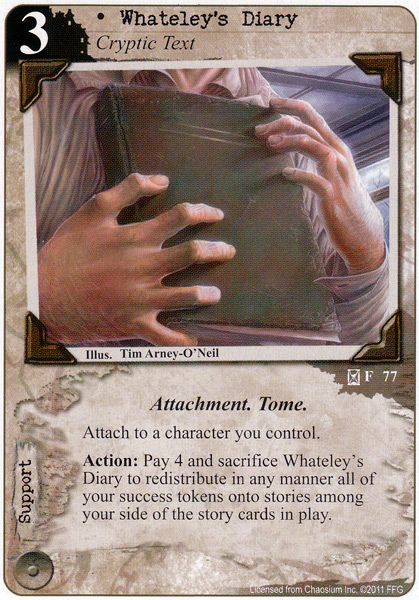 3
• Whateley's Diary
Cryptic Text
Illus. Tim Arney-O'Neil
F 77
Attachment. Tome.
Attach to a character you control.
Action: Pay 4 and sacrifice Whateley's
Diary to redistribute in any manner all of
your success tokens onto stories among
your side of the story cards in play.
Support
Licensed from Chaosium Inc. ©2011 FFG